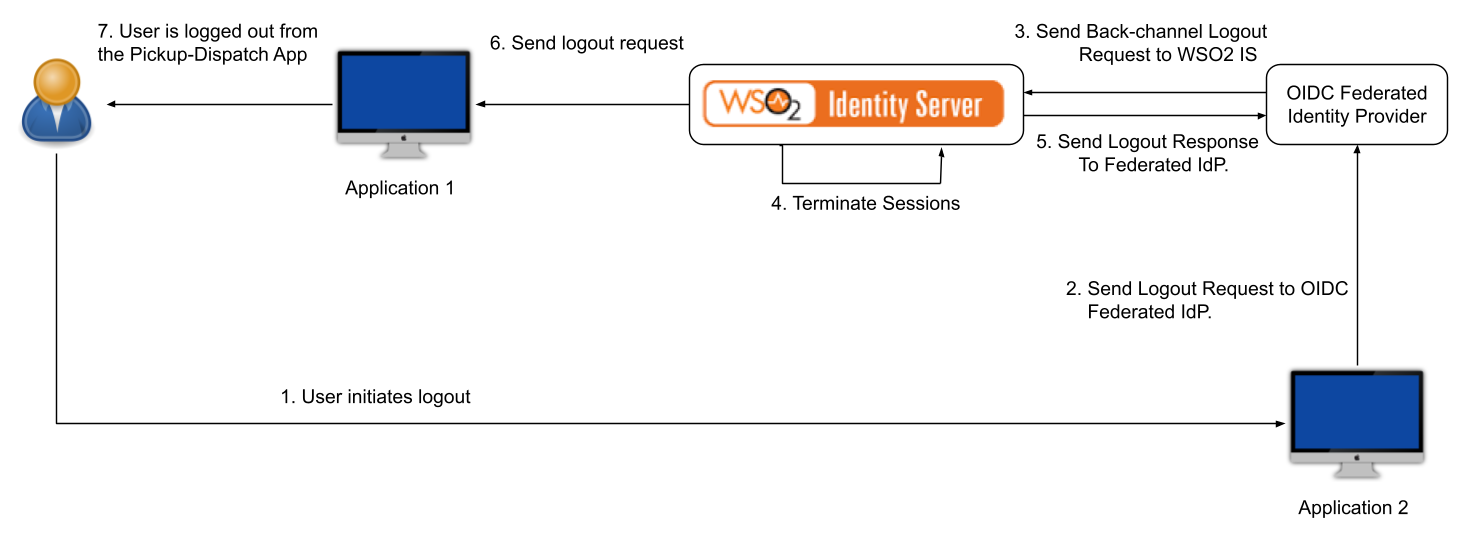 7. User is logged out from
the Pickup-Dispatch App
6. Send logout request
3. Send Back-channel Logout
Request to WSO2 IS
WSO2 Identity Server
OIDC Federated
Identity Provider
5. Send Logout Response
To Federated IdP.
Application 1
4. Terminate Sessions
2. Send Logout Request to OIDC
Federated IdP.
1. User initiates logout
Application 2